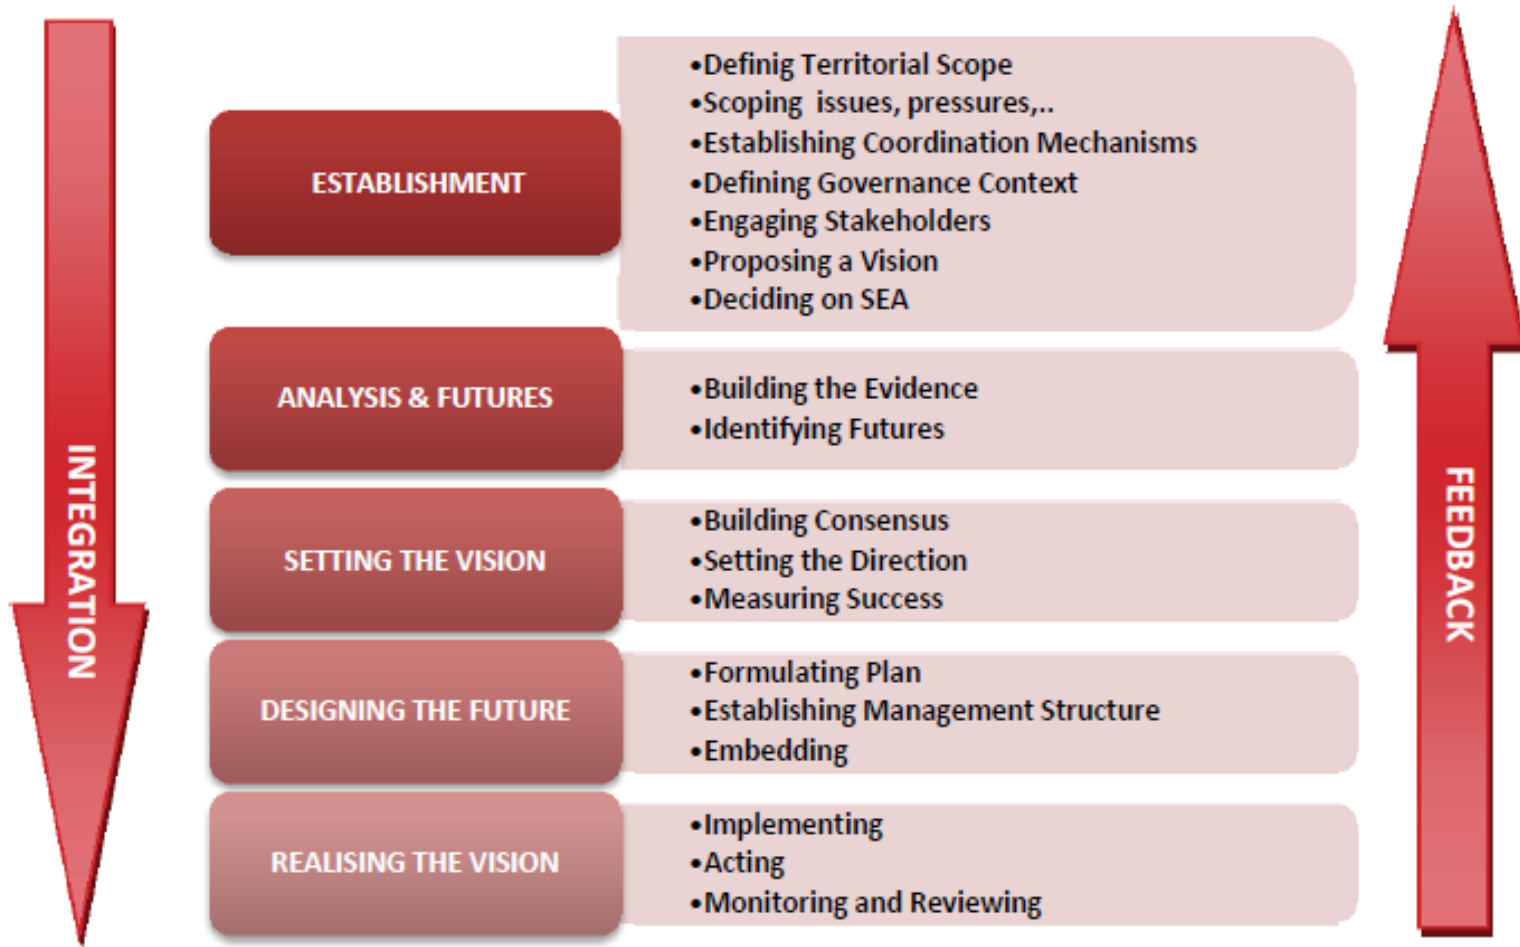 INTEGRATION
ESTABLISHMENT
•Definig Territorial Scope
•Scoping issues, pressures,..
•Establishing Coordination Mechanisms
•Defining Governance Context
•Engaging Stakeholders
•Proposing a Vision
•Deciding on SEA
ANALYSIS & FUTURES
•Building the Evidence
•Identifying Futures
SETTING THE VISION
•Building Consensus
•Setting the Direction
•Measuring Success
DESIGNING THE FUTURE
•Formulating Plan
•Establishing Management Structure
•Embedding
REALISING THE VISION
•Implementing
•Acting
•Monitoring and Reviewing
FEEDBACK